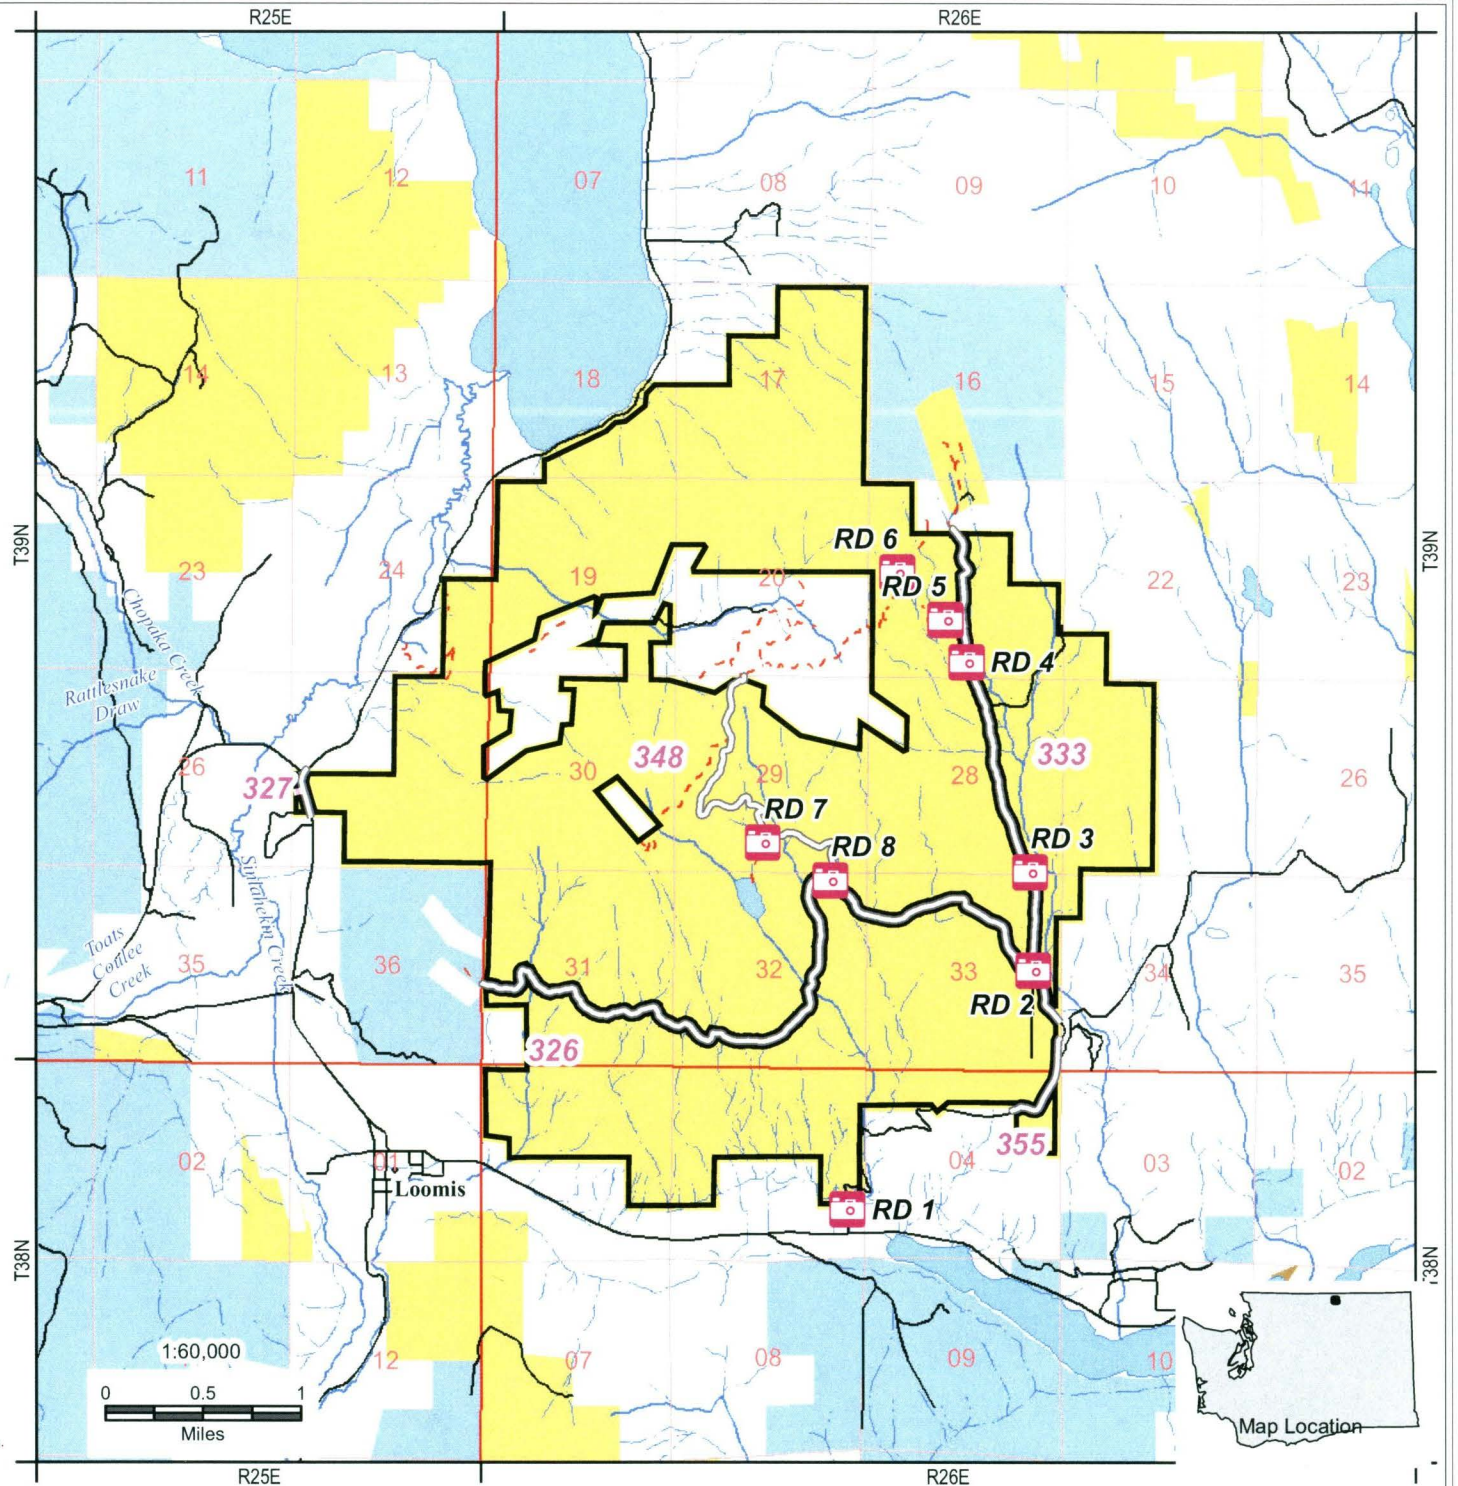 R25E
R26E
11
12
07
08
09
10
11
14
13
18
17
16
15
14
T39N
T39N
RD 6
RD 5
23
24
19
20
22
23
Chopaka Creek
Rattlesnake
Draw
RD 4
26
327
30
348
29
28
333
26
RD 7
RD 8
RD 3
Sinlahekin Creek
Toats
Coulee
Creek
35
36
31
32
33
34
35
RD 2
326
355
02
01
04
03
02
Loomis
RD 1
T38N
T38N
1:60,000
0 0.5 1
Miles
12
07
08
09
10
Map Location
R25E
R26E